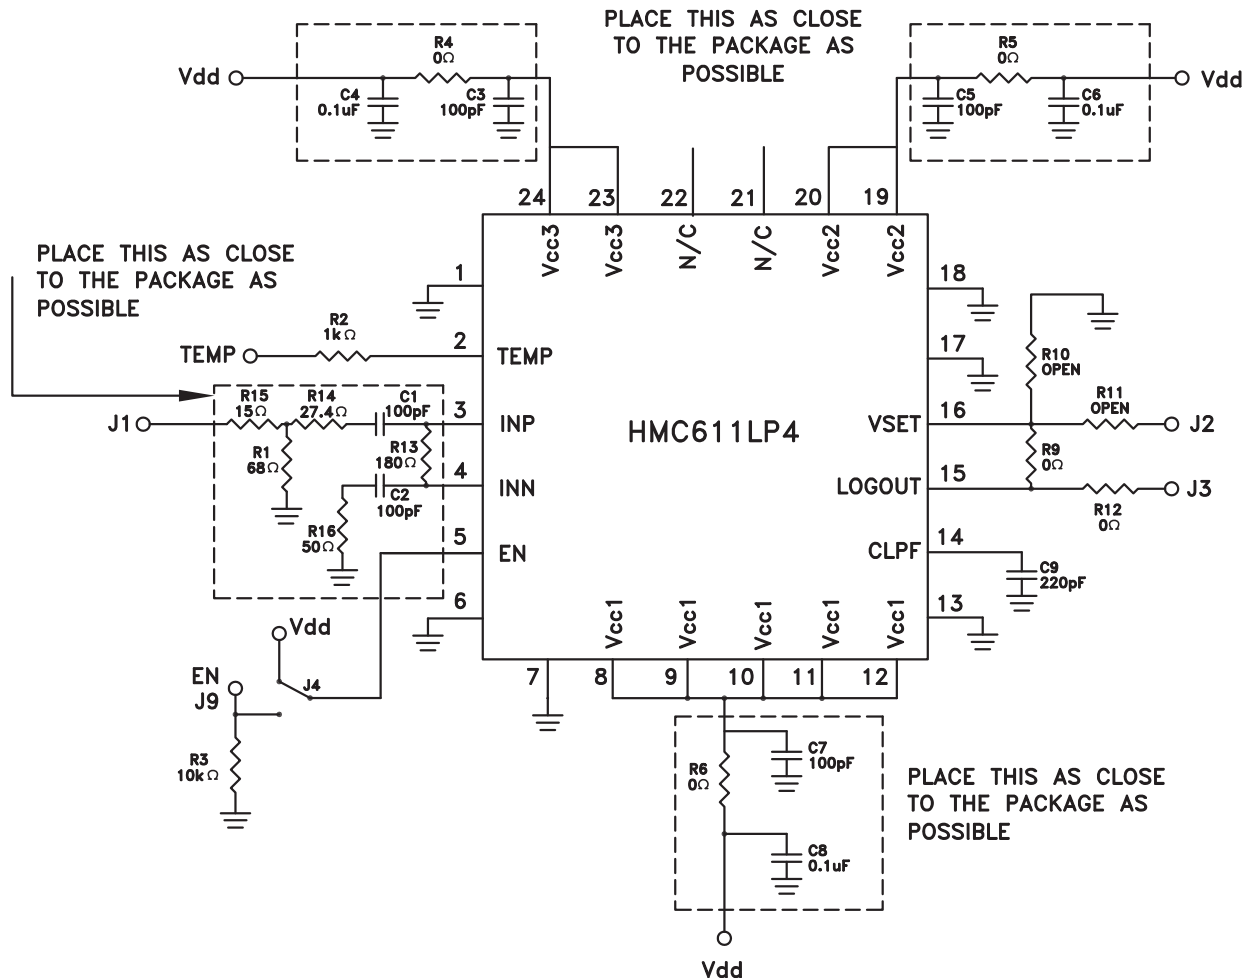 PLACE THIS AS CLOSE
TO THE PACKAGE AS
POSSIBLE
Vdd
R4
0Ω
C4
0.1uF
C3
100pF
C5
100pF
R5
0Ω
C6
0.1uF
Vdd
24
23
22
21
20
19
Vcc3
Vcc3
N/C
N/C
Vcc2
Vcc2
PLACE THIS AS CLOSE
TO THE PACKAGE AS
POSSIBLE
1
18
R2
1kΩ
TEMP
2
TEMP
17
R10
OPEN
R15
15Ω
R14
27.4Ω
C1
100pF
J1
3
INP
HMC611LP4
VSET
16
R11
OPEN
J2
R1
68Ω
R13
180Ω
R9
0Ω
4
INN
LOGOUT
15
J3
C2
100pF
R12
0Ω
R16
50Ω
5
EN
CLPF
14
C9
220pF
6
13
Vcc1
Vcc1
Vcc1
Vcc1
Vcc1
7
8
9
10
11
12
Vdd
EN
J9
J4
R3
10kΩ
R6
0Ω
C7
100pF
C8
0.1uF
PLACE THIS AS CLOSE
TO THE PACKAGE AS
POSSIBLE
Vdd